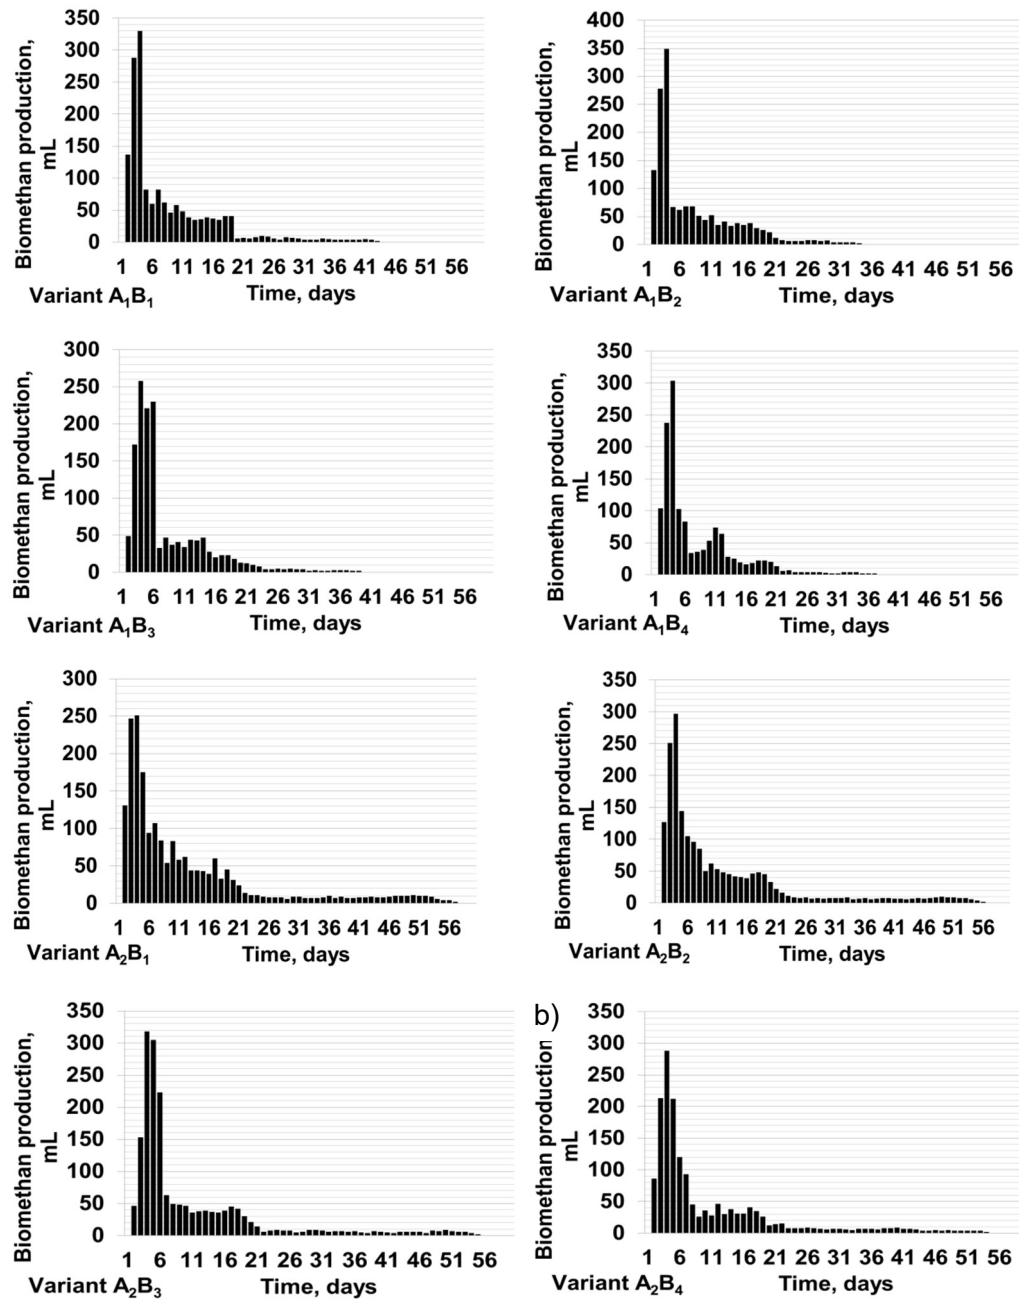 Biomethan production,
mL
350
300
250
200
150
100
50
0
1 6 11 16 21 26 31 36 41 46 51 56
Variant A₁B₁
Time, days
Biomethan production,
mL
400
350
300
250
200
150
100
50
0
1 6 11 16 21 26 31 36 41 46 51 56
Variant A₁B₂
Time, days
Biomethan production,
mL
300
250
200
150
100
50
0
1 6 11 16 21 26 31 36 41 46 51 56
Variant A₁B₃
Time, days
Biomethan production,
mL
350
300
250
200
150
100
50
0
1 6 11 16 21 26 31 36 41 46 51 56
Variant A₁B₄
Time, days
Biomethan production,
mL
300
250
200
150
100
50
0
1 6 11 16 21 26 31 36 41 46 51 56
Variant A₂B₁
Time, days
Biomethan production,
mL
350
300
250
200
150
100
50
0
1 6 11 16 21 26 31 36 41 46 51 56
Variant A₂B₂
Time, days
Biomethan production,
mL
350
300
250
200
150
100
50
0
1 6 11 16 21 26 31 36 41 46 51 56
Variant A₂B₃
Time, days
b)
Biomethan production
mL
350
300
250
200
150
100
50
0
1 6 11 16 21 26 31 36 41 46 51 56
Variant A₂B₄
Time, days